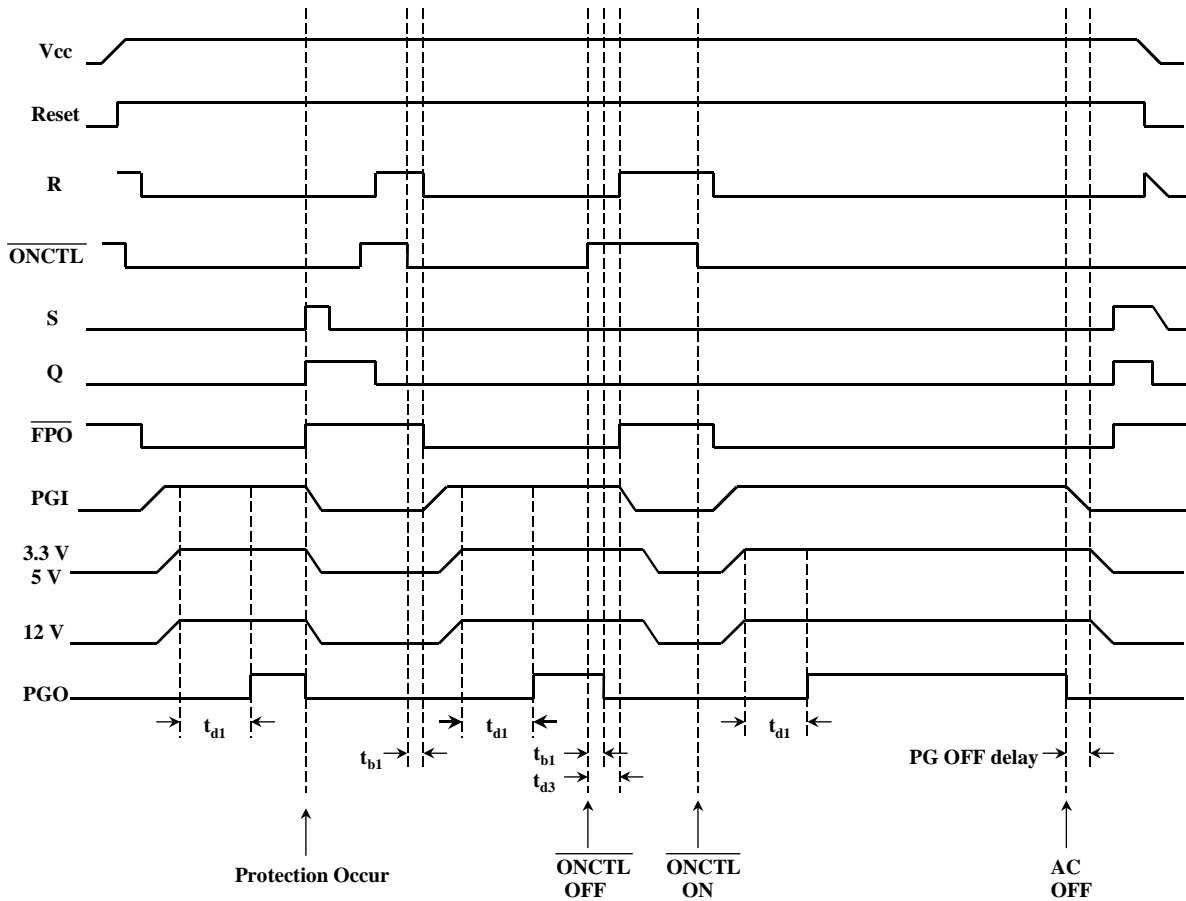 Vcc
Reset
R
ONCTL
S
Q
FPO
PGI
3.3 V
5 V
12 V
PGO
td1
tb1
td1
tb1
td3
td1
PG OFF delay
Protection Occur
ONCTL
OFF
ONCTL
ON
AC
OFF